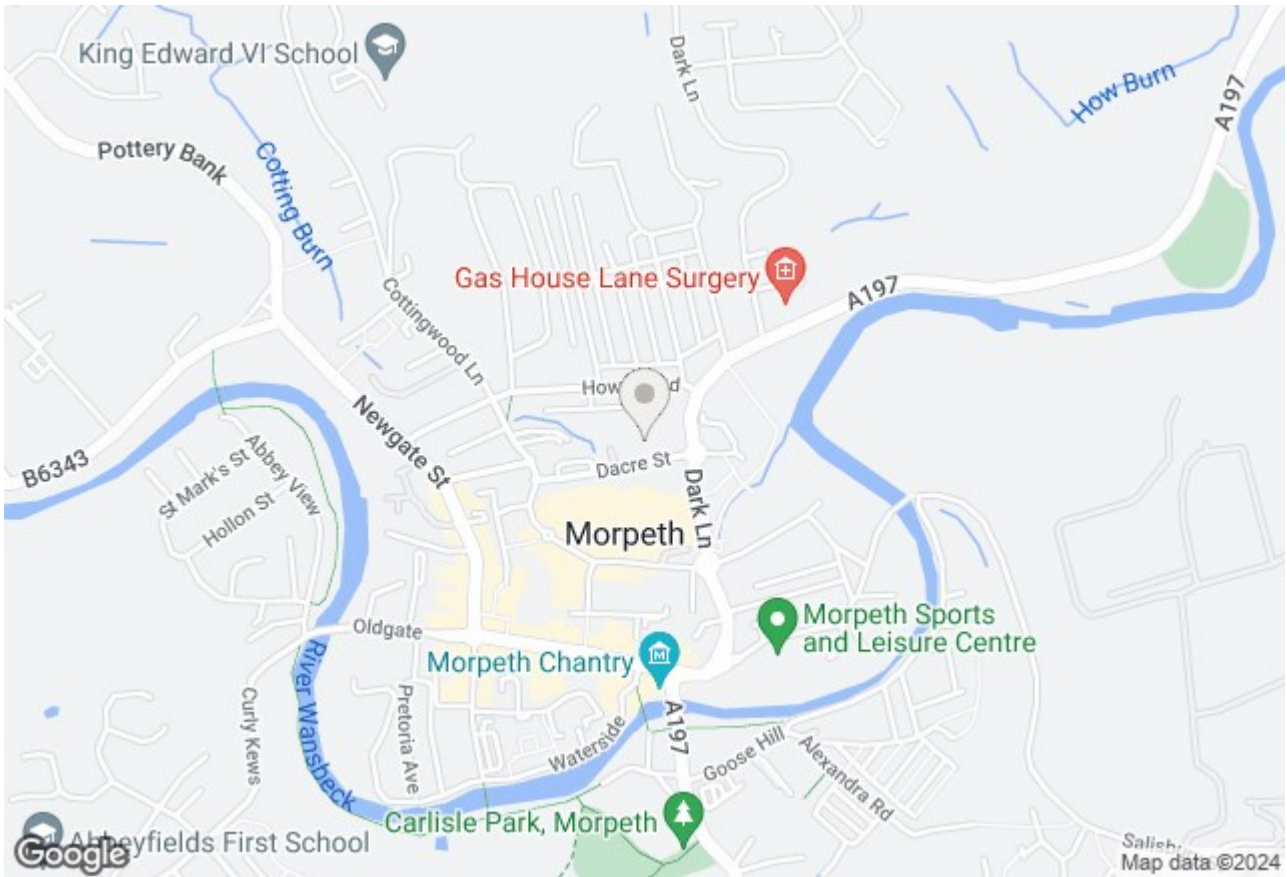 King Edward VI School
Dark Ln
How Burn
A197
Pottery Bank
Cotting Burn
Gas House Lane Surgery
A197
Cottingwood Ln
Newgate St
B6343
St Mark's St
Abbey View
Hollon St
Dacre St
Dark Ln
Morpeth
Oldgate
Morpeth Sports
and Leisure Centre
Morpeth Chantry
River Wansbeck
Curly Kews
Pretoria Ave
Waterside
A197
Goose Hill
Alexandra Rd
Carlisle Park, Morpeth
First School
Google
Map data ©2024